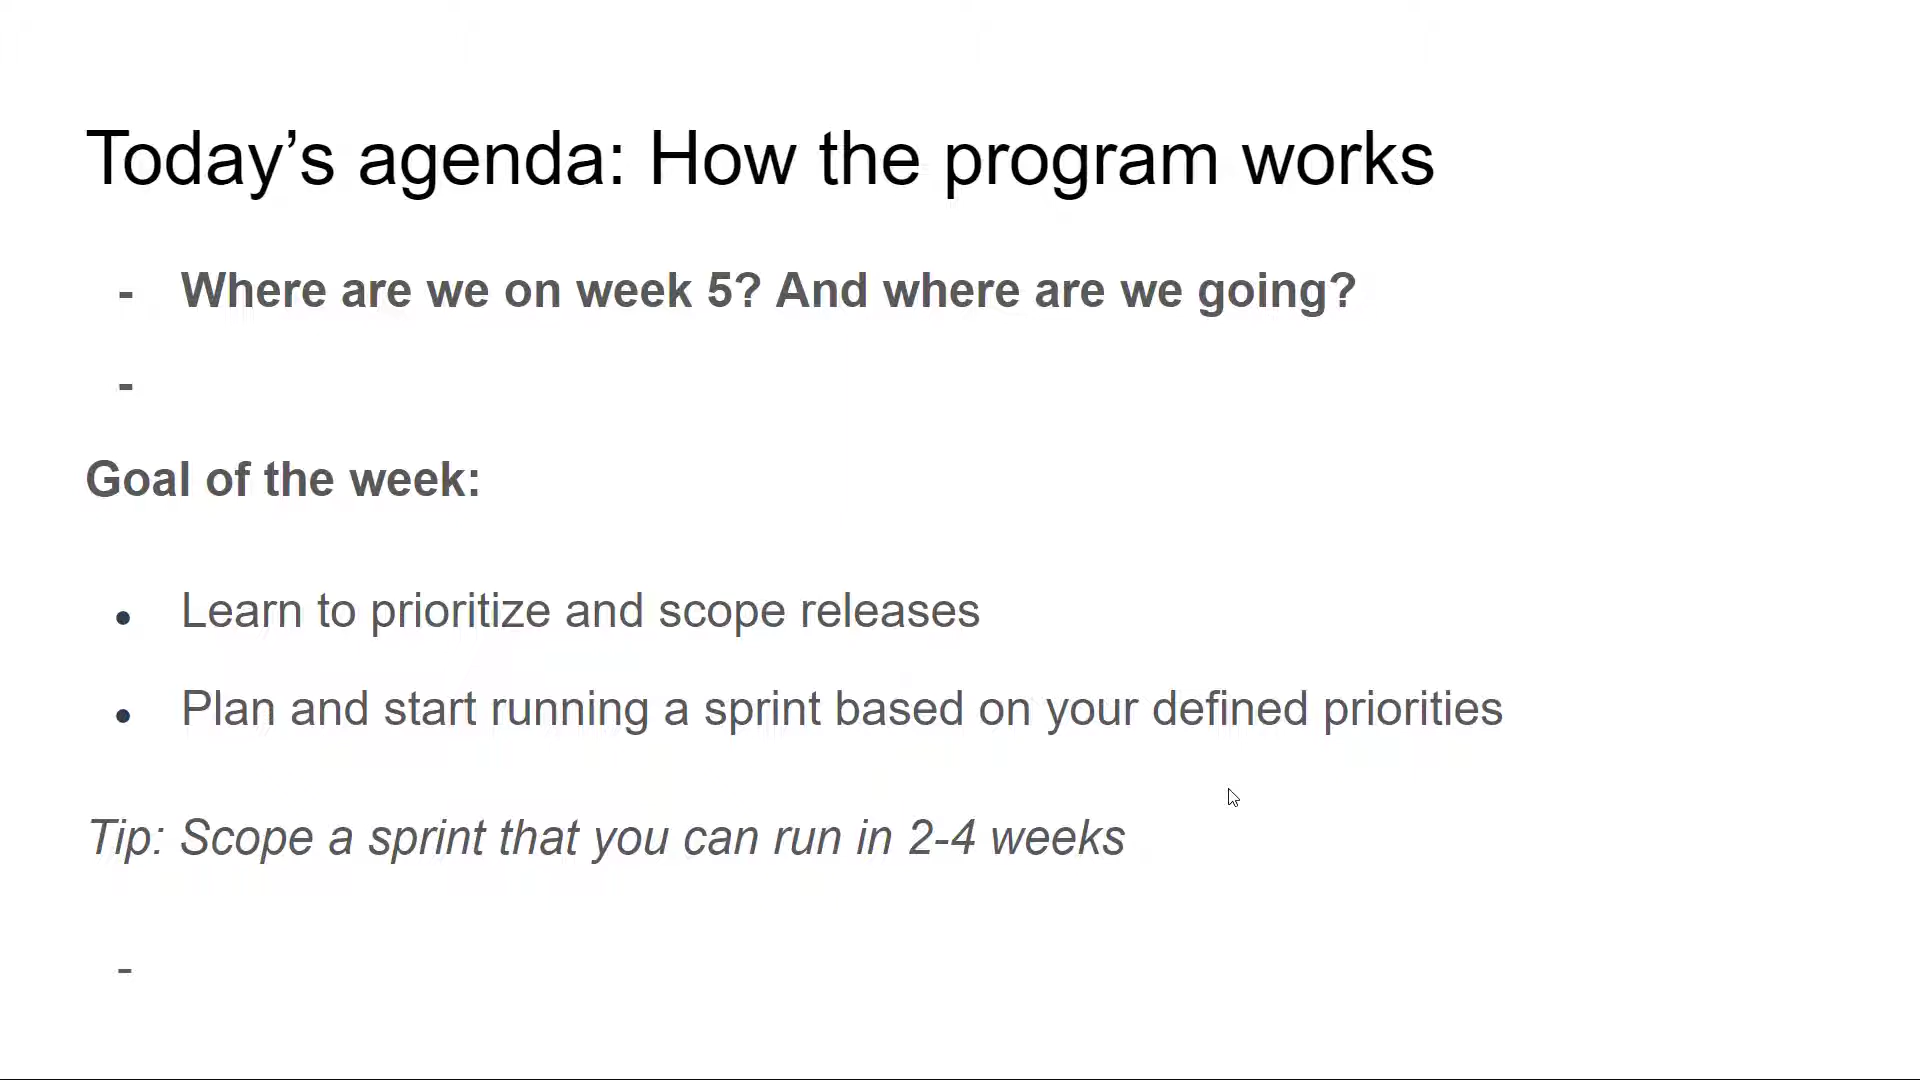 Today’s agenda: How the program works
- Where are we on week 5? And where are we going?
-
Goal of the week:
● Learn to prioritize and scope releases
● Plan and start running a sprint based on your defined priorities
Tip: Scope a sprint that you can run in 2-4 weeks
-